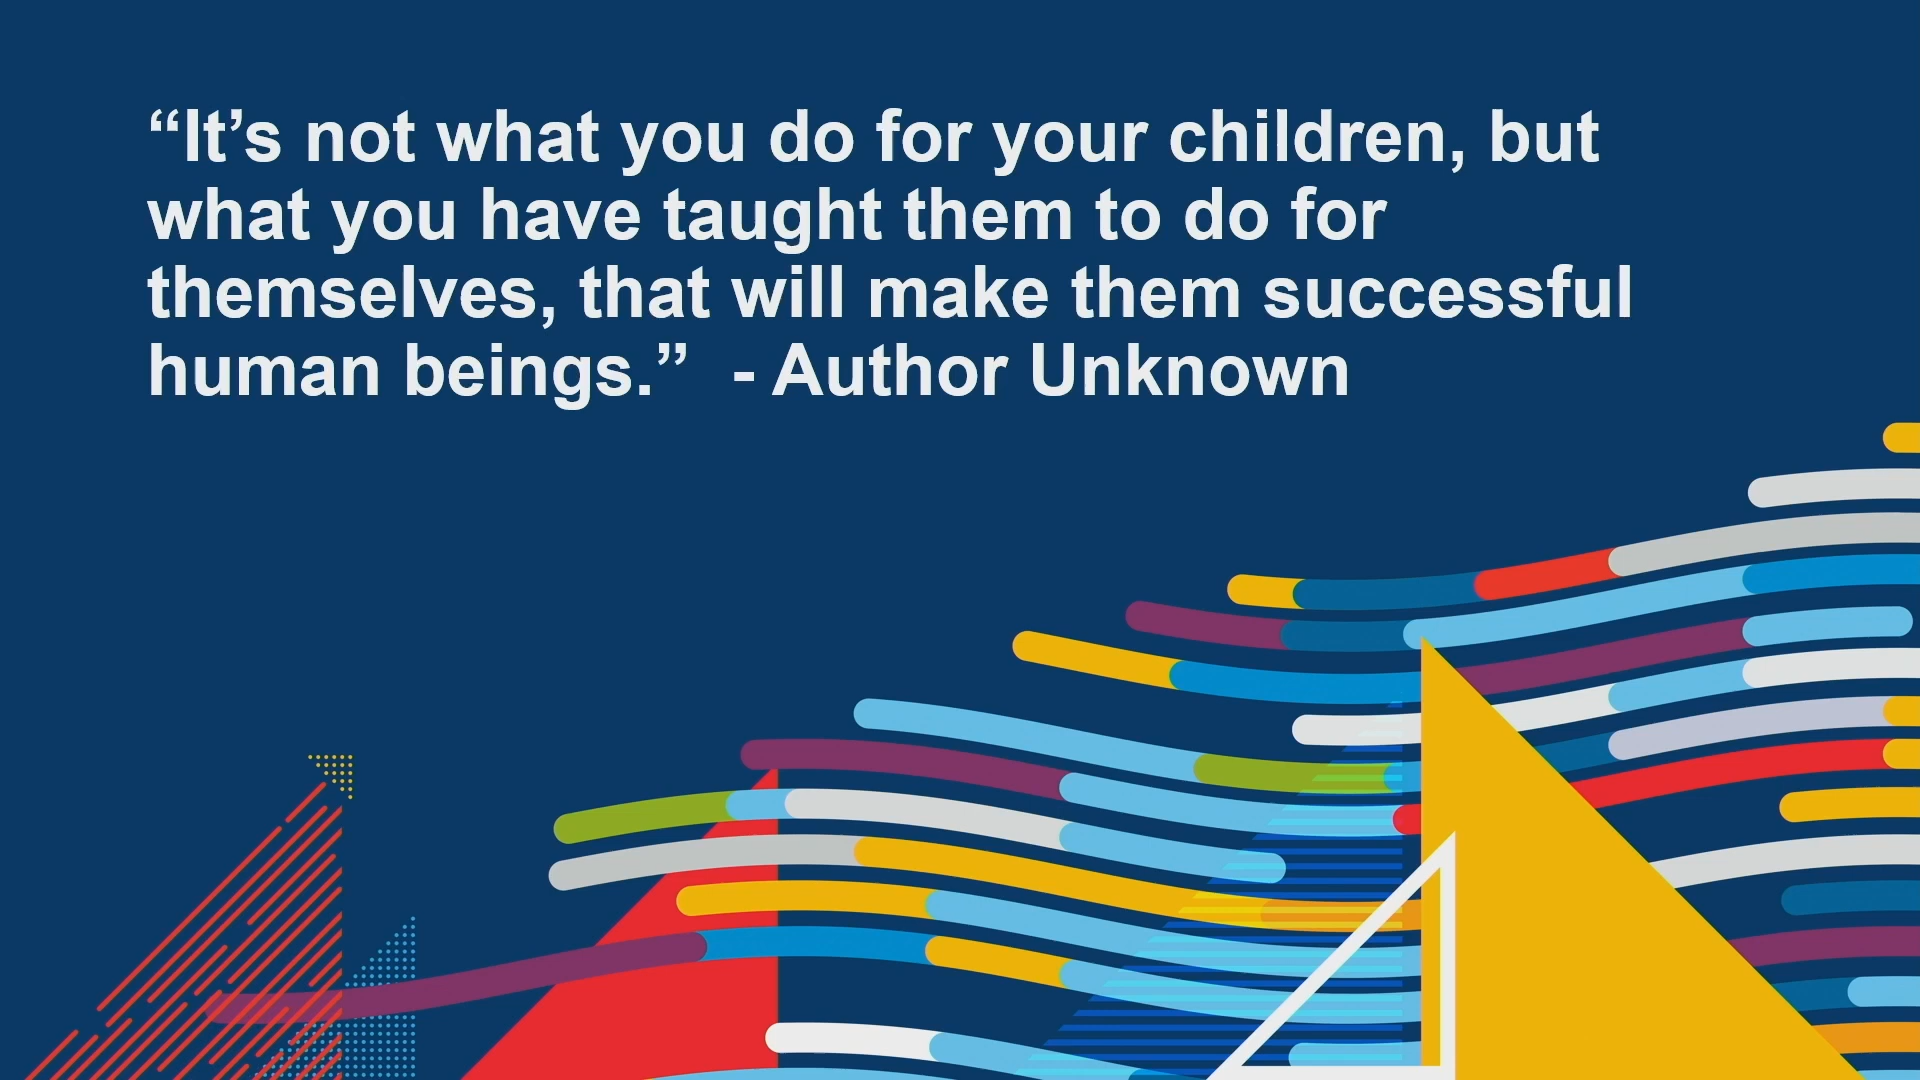 “It’s not what you do for your children, but
what you have taught them to do for
themselves, that will make them successful
human beings.”  - Author Unknown